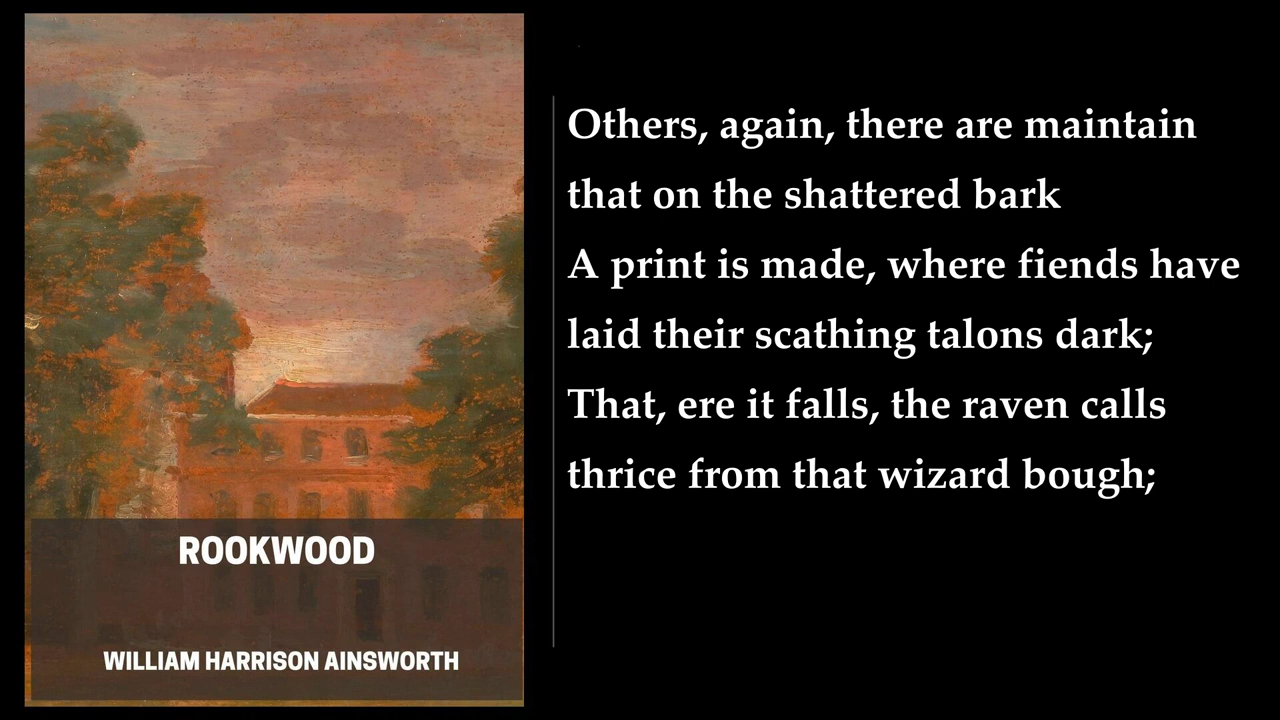 ROOKWOOD
WILLIAM HARRISON AINSWORTH
Others, again, there are maintain
that on the shattered bark
A print is made, where fiends have
laid their scathing talons dark;
That, ere it falls, the raven calls
thrice from that wizard bough;